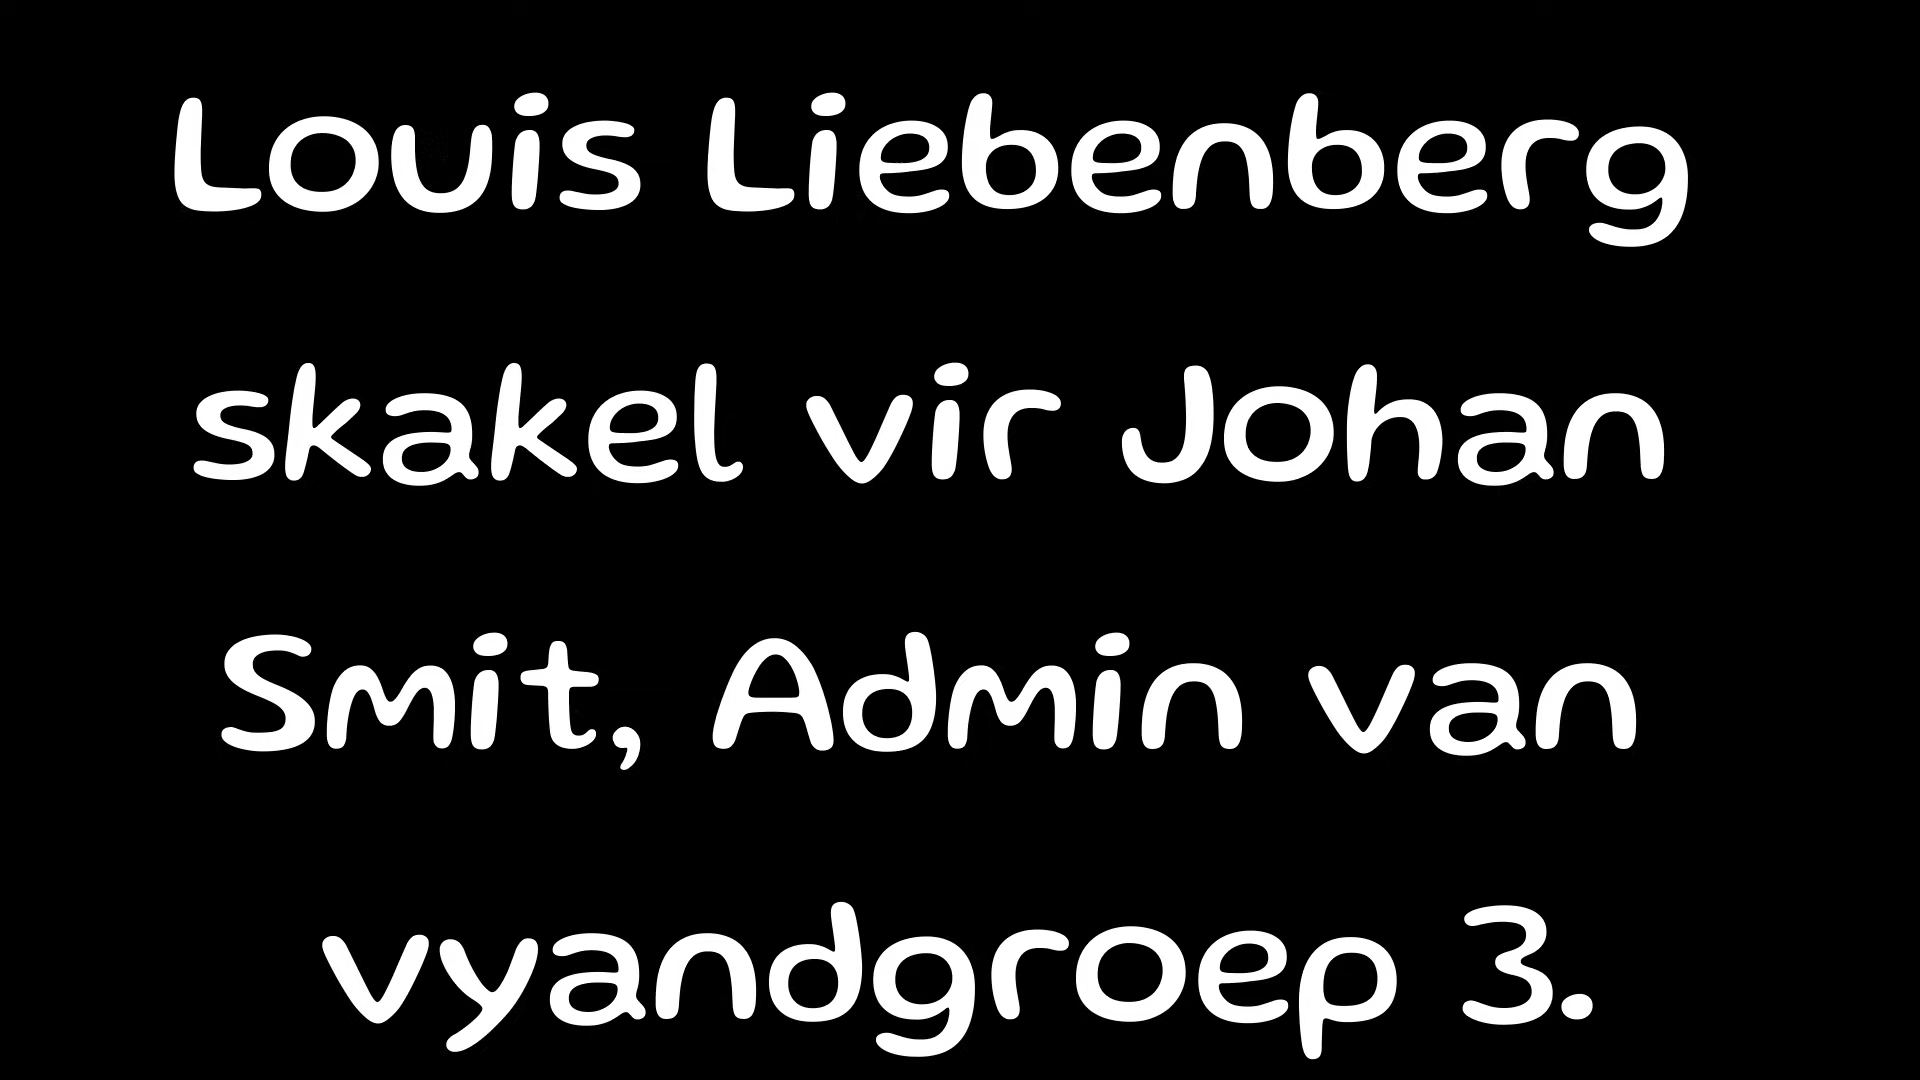 Louis Liebenberg
skakel vir Johan
Smit, Admin van
vyandgroep 3.